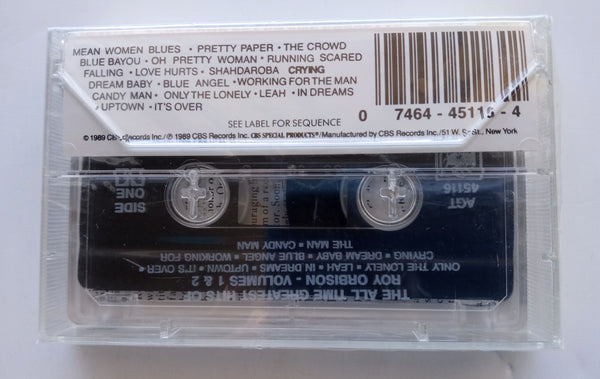 MEAN WOMEN BLUES • PRETTY PAPER • THE CROWD
BLUE BAYOU • OH PRETTY WOMAN • RUNNING SCARED
FALLING • LOVE HURTS • SHAHDAROBA CRYING
DREAM BABY • BLUE ANGEL • WORKING FOR THE MAN
CANDY MAN • ONLY THE LONELY • LEAH • IN DREAMS
• UPTOWN • IT'S OVER
SEE LABEL FOR SEQUENCE
0 7464 - 45116 - 4
© 1989 CBS Records Inc./℗ 1989 CBS Records Inc. CBS SPECIAL PRODUCTS®/Manufactured by CBS Records Inc./51 W. St., New York
THE ALL TIME GREATEST HITS OF
ROY ORBISON - VOLUMES 1 & 2
ONLY THE LONELY • LEAH • IN DREAMS • UPTOWN • IT'S OVER •
CRYING • DREAM BABY • BLUE ANGEL • WORKING FOR
THE MAN • CANDY MAN
AGT
45116
SIDE
ONE